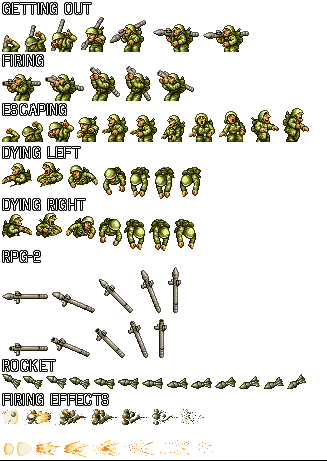 GETTING OUT
FIRING
ESCAPING
DYING LEFT
DYING RIGHT
RPG-2
ROCKET
FIRING EFFECTS